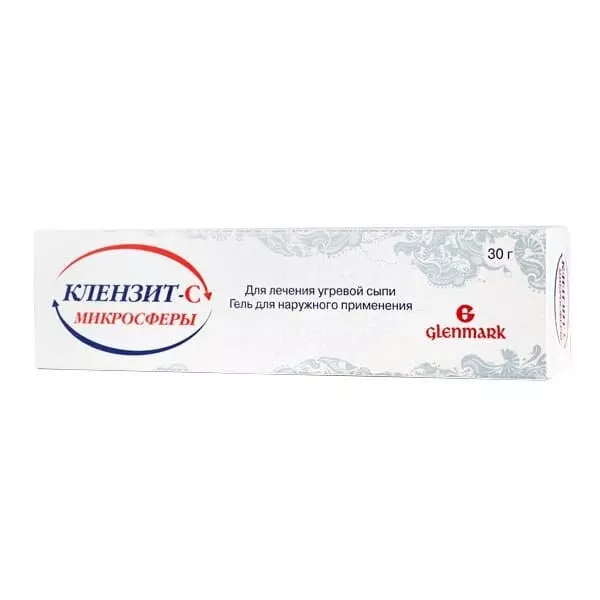 КЛЕНЗИТ-С
МИКРОСФЕРЫ
Для лечения угревой сыпи
Гель для наружного применения
30 г
G
Glenmark